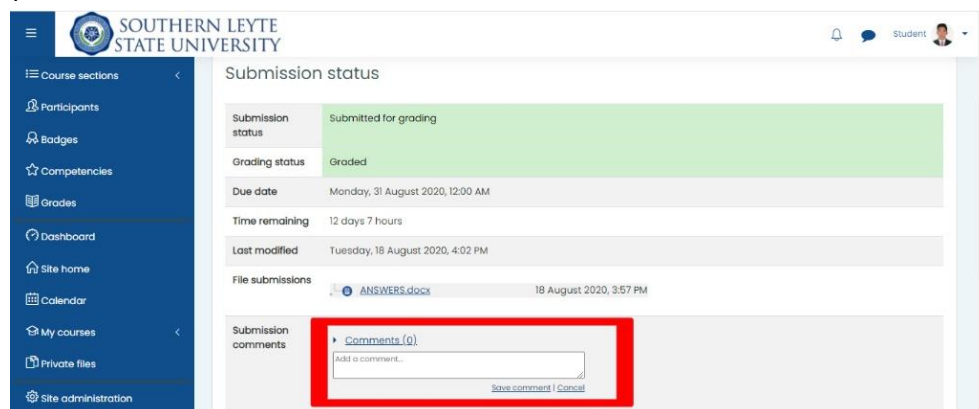 SOUTHERN LEYTE
STATE UNIVERSITY
Student
Course sections
Participants
Badges
Competencies
Grades
Dashboard
Site home
Calendar
My courses
Private files
Site administration
Submission status
Submission status Submitted for grading
Grading status Graded
Due date Monday, 31 August 2020, 12:00 AM
Time remaining 12 days 7 hours
Last modified Tuesday, 18 August 2020, 4:02 PM
File submissions ANSWERS.docx 18 August 2020, 3:57 PM
Submission comments
Comments (0)
Add a comment...
Save comment | Cancel